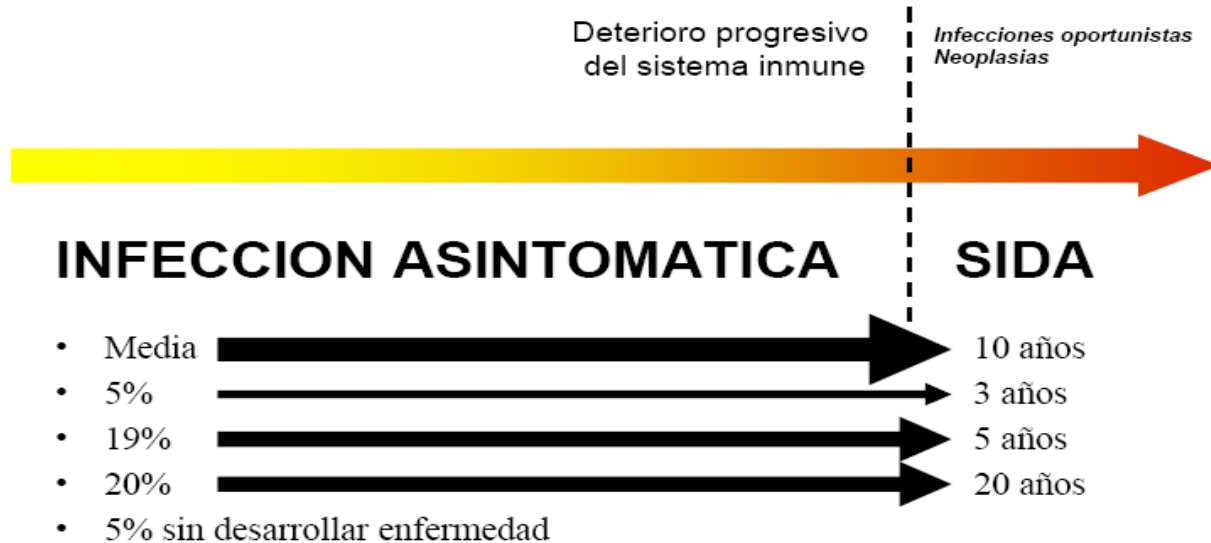 Deterioro progresivo
del sistema inmune
Infecciones oportunistas
Neoplasias
INFECCION ASINTOMATICA
SIDA
• Media 10 años
• 5% 3 años
• 19% 5 años
• 20% 20 años
• 5% sin desarrollar enfermedad